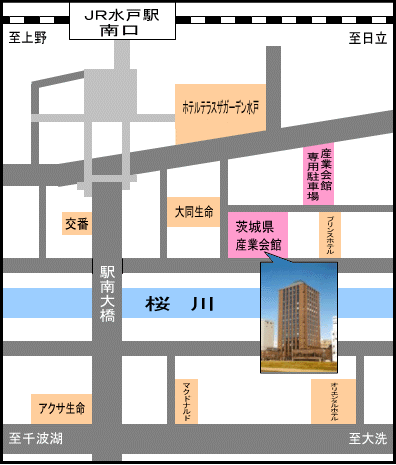 JR水戸駅
南口
至上野
至日立
ホテルテラスザガーデン水戸
産業会館
専用駐車場
大同生命
交番
茨城県
産業会館
プリンスホテル
駅南大橋
桜川
マクドナルド
オリエンタルホテル
アクサ生命
至千波湖
至大洗